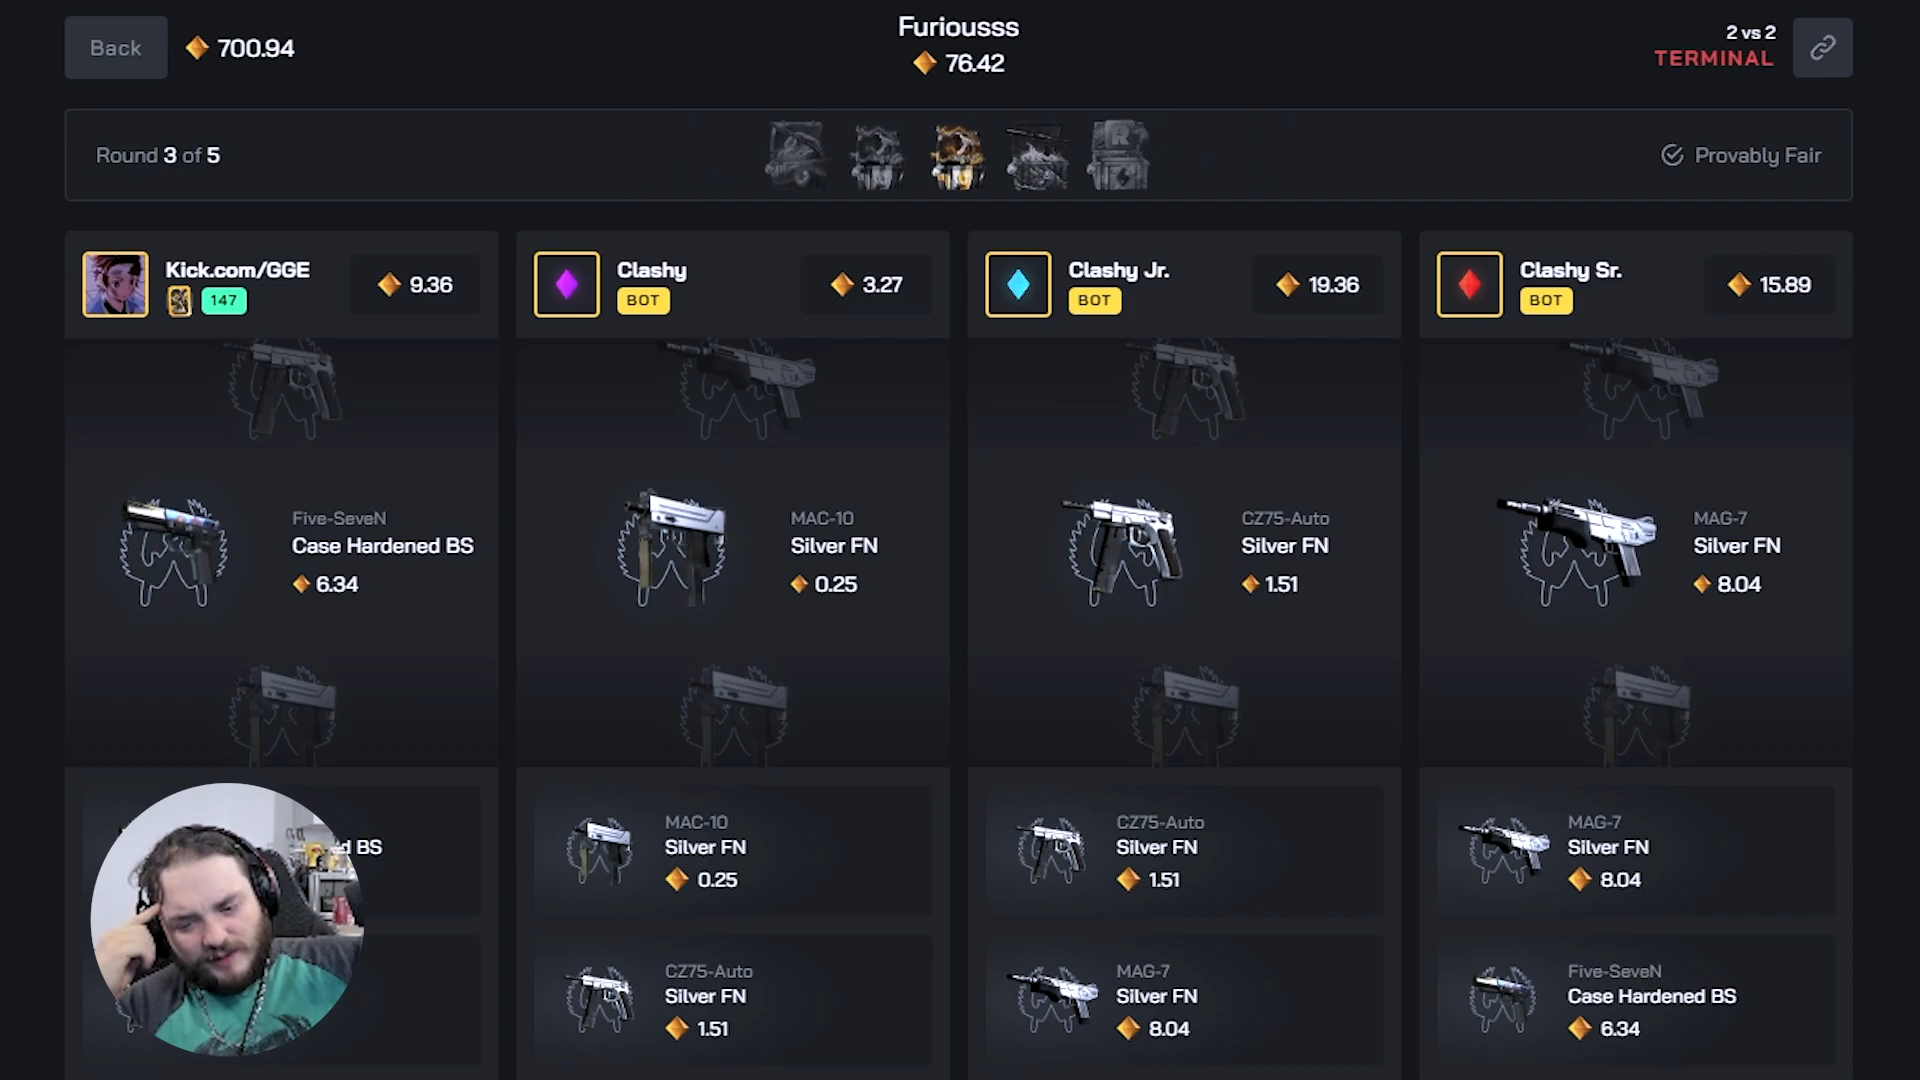 Back
700.94
Furiousss
76.42
2 vs 2
TERMINAL
Round 3 of 5
R
Provably Fair
Kick.com/GGE
147
9.36
Clashy
BOT
3.27
Clashy Jr.
BOT
19.36
Clashy Sr.
BOT
15.89
Five-SeveN
Case Hardened BS
6.34
MAC-10
Silver FN
0.25
CZ75-Auto
Silver FN
1.51
MAG-7
Silver FN
8.04
d BS
MAC-10
Silver FN
0.25
CZ75-Auto
Silver FN
1.51
MAG-7
Silver FN
8.04
CZ75-Auto
Silver FN
1.51
MAG-7
Silver FN
8.04
Five-SeveN
Case Hardened BS
6.34